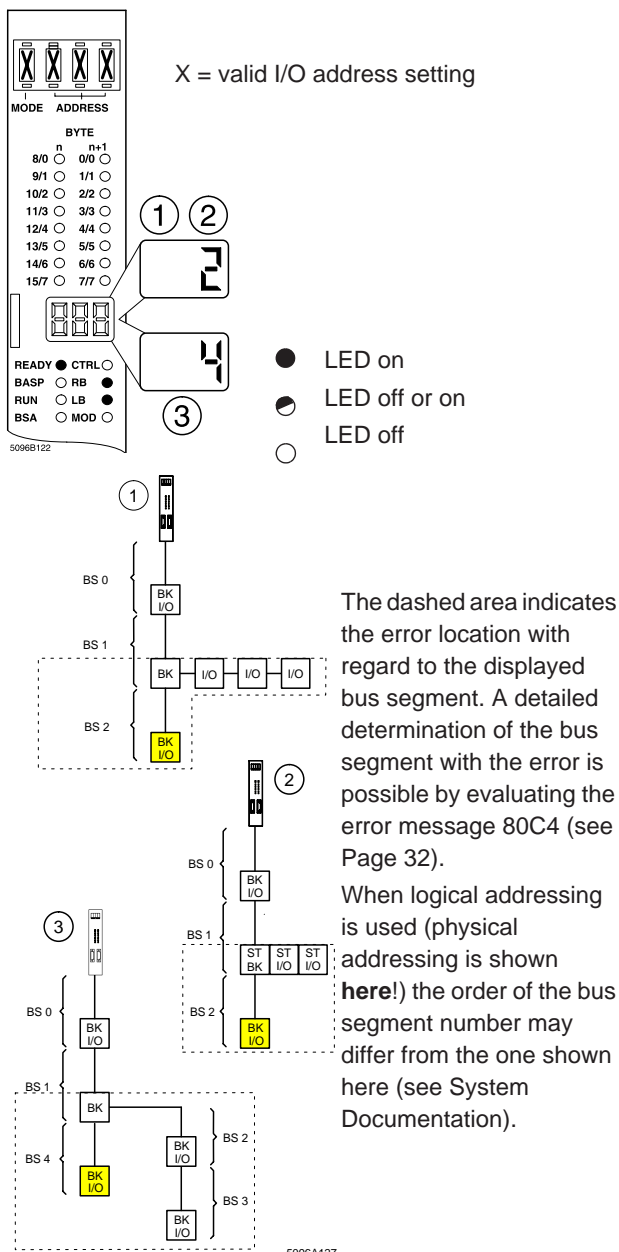 X X X X
X = valid I/O address setting
MODE ADDRESS
BYTE
n n+1
8/0 0/0
9/1 1/1
10/2 2/2
11/3 3/3
12/4 4/4
13/5 5/5
14/6 6/6
15/7 7/7
1 2
2
4
3
READY CTRL
BASP RB
RUN LB
BSA MOD
5096B122
LED on
LED off or on
LED off
1
BS 0
BK
I/O
BS 1
BK I/O I/O I/O
BS 2
BK
I/O
2
BS 0
BK
I/O
BS 1
ST ST ST
BK I/O I/O
BS 2
BK
I/O
3
BS 0
BK
I/O
BS 1
BK
BS 4
BK
I/O
BK
I/O
BS 2
BS 3
BK
I/O
5096A127
The dashed area indicates
the error location with
regard to the displayed
bus segment. A detailed
determination of the bus
segment with the error is
possible by evaluating the
error message 80C4 (see
Page 32).
When logical addressing
is used (physical
addressing is shown
here!) the order of the bus
segment number may
differ from the one shown
here (see System
Documentation).